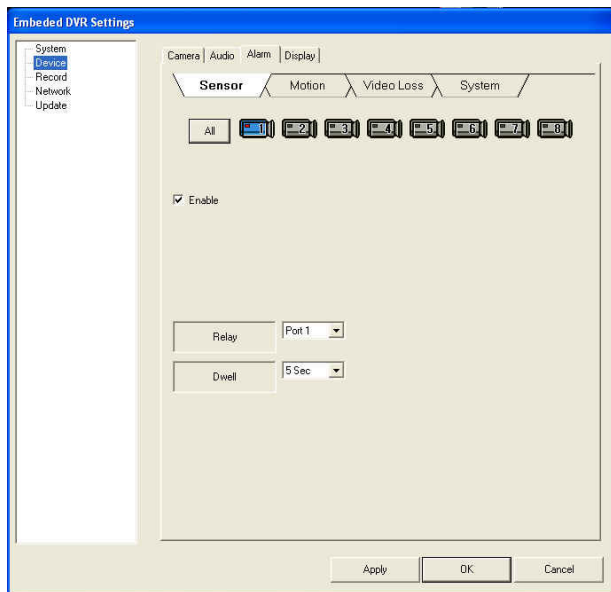 Embeded DVR Settings
System
Device
Record
Network
Update
Camera Audio Alarm Display
Sensor Motion Video Loss System
All 1 2 3 4 5 6 7 8
Enable
Relay Port 1
Dwell 5 Sec
Apply OK Cancel